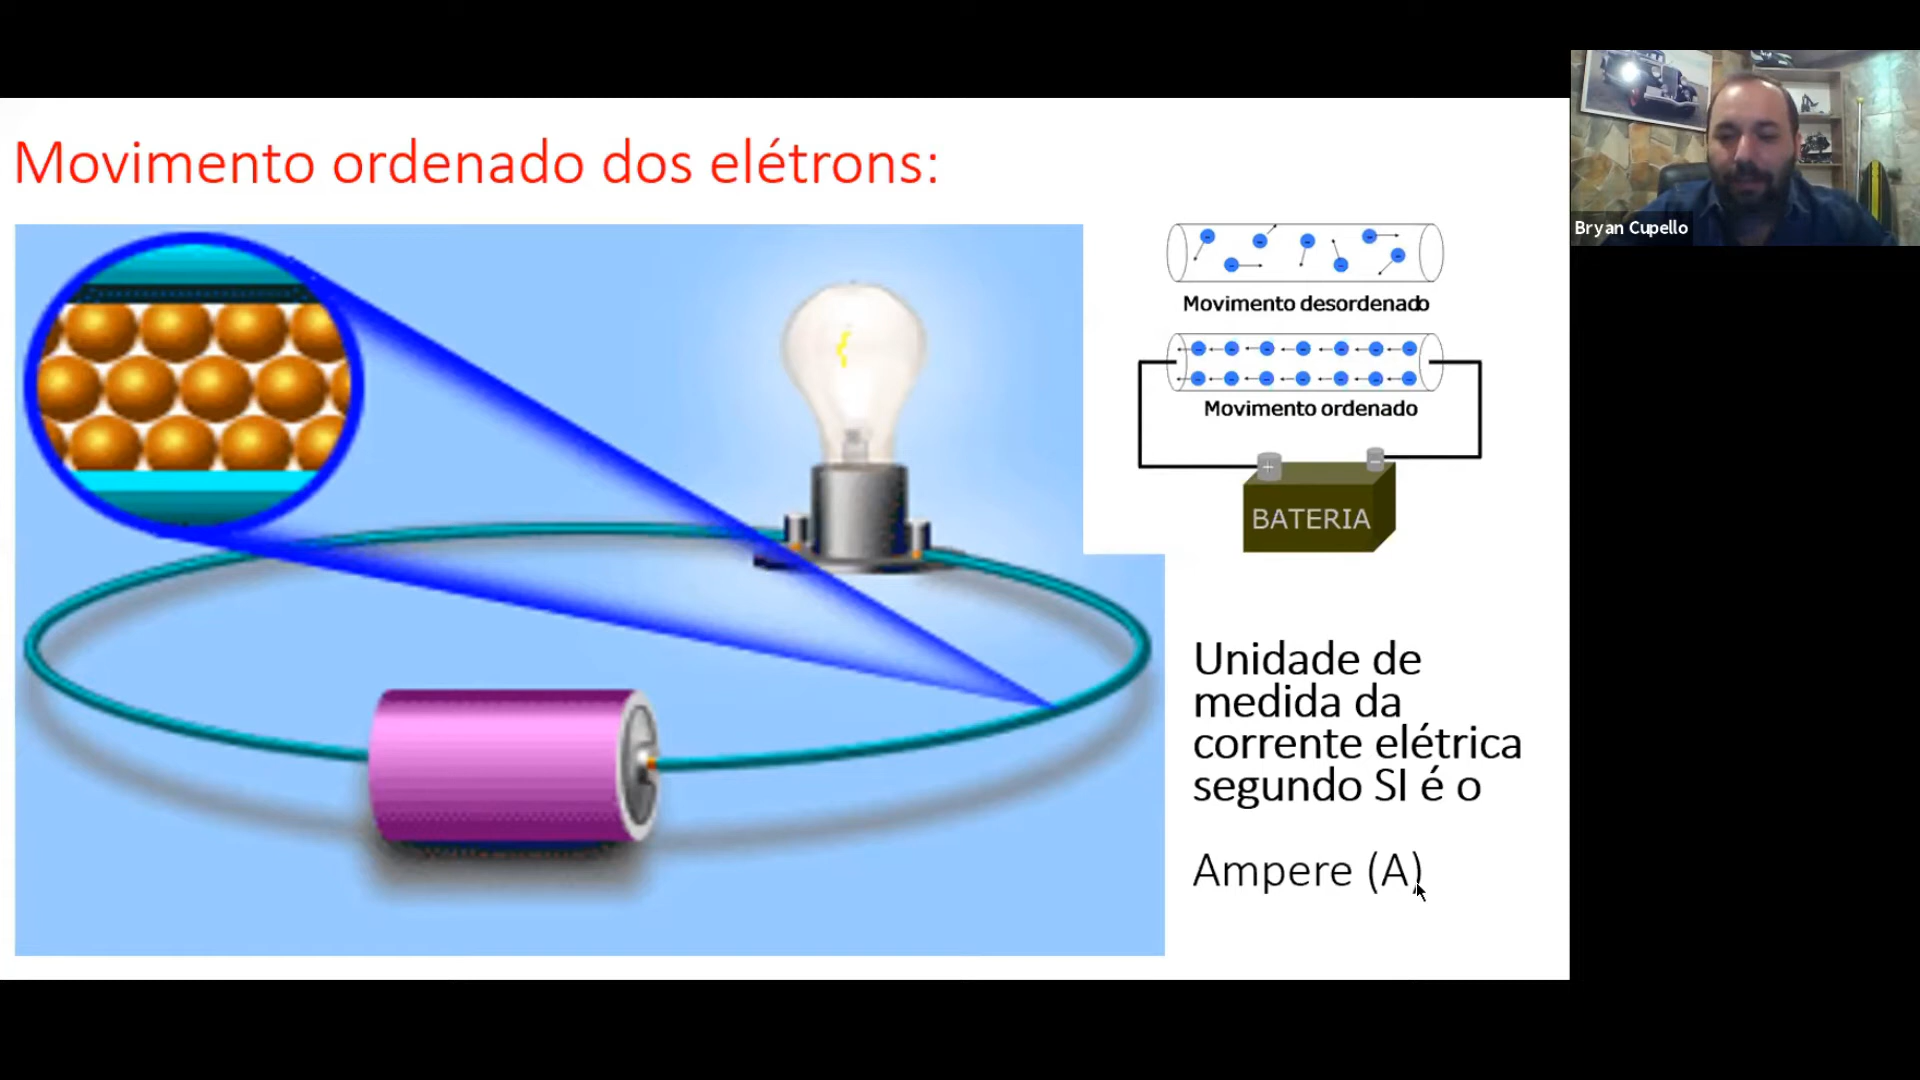 Movimento ordenado dos elétrons:
Bryan Cupello
Movimento desordenado
Movimento ordenado
BATERIA
Unidade de
medida da
corrente elétrica
segundo SI é o
Ampere (A)